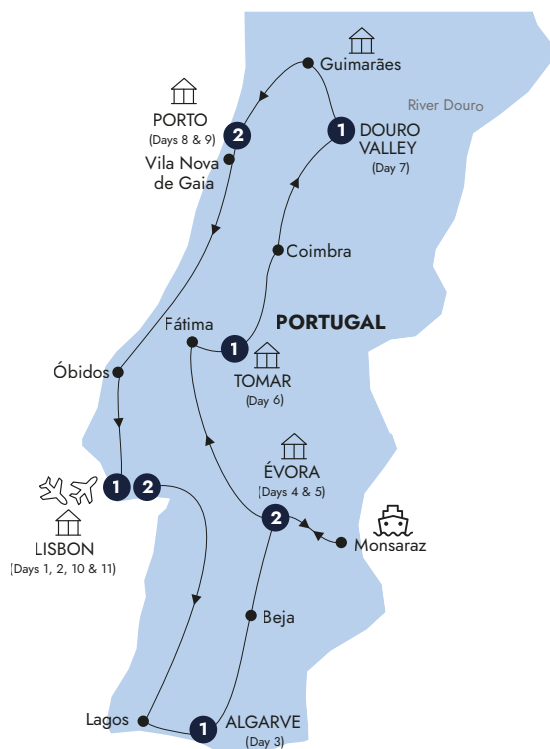 Guimarães
River Douro
PORTO
(Days 8 & 9)
2
1
DOURO
VALLEY
(Day 7)
Vila Nova
de Gaia
Coimbra
Fátima
PORTUGAL
1
TOMAR
(Day 6)
Óbidos
ÉVORA
(Days 4 & 5)
2
1
2
LISBON
(Days 1, 2, 10 & 11)
Monsaraz
Beja
Lagos
1
ALGARVE
(Day 3)